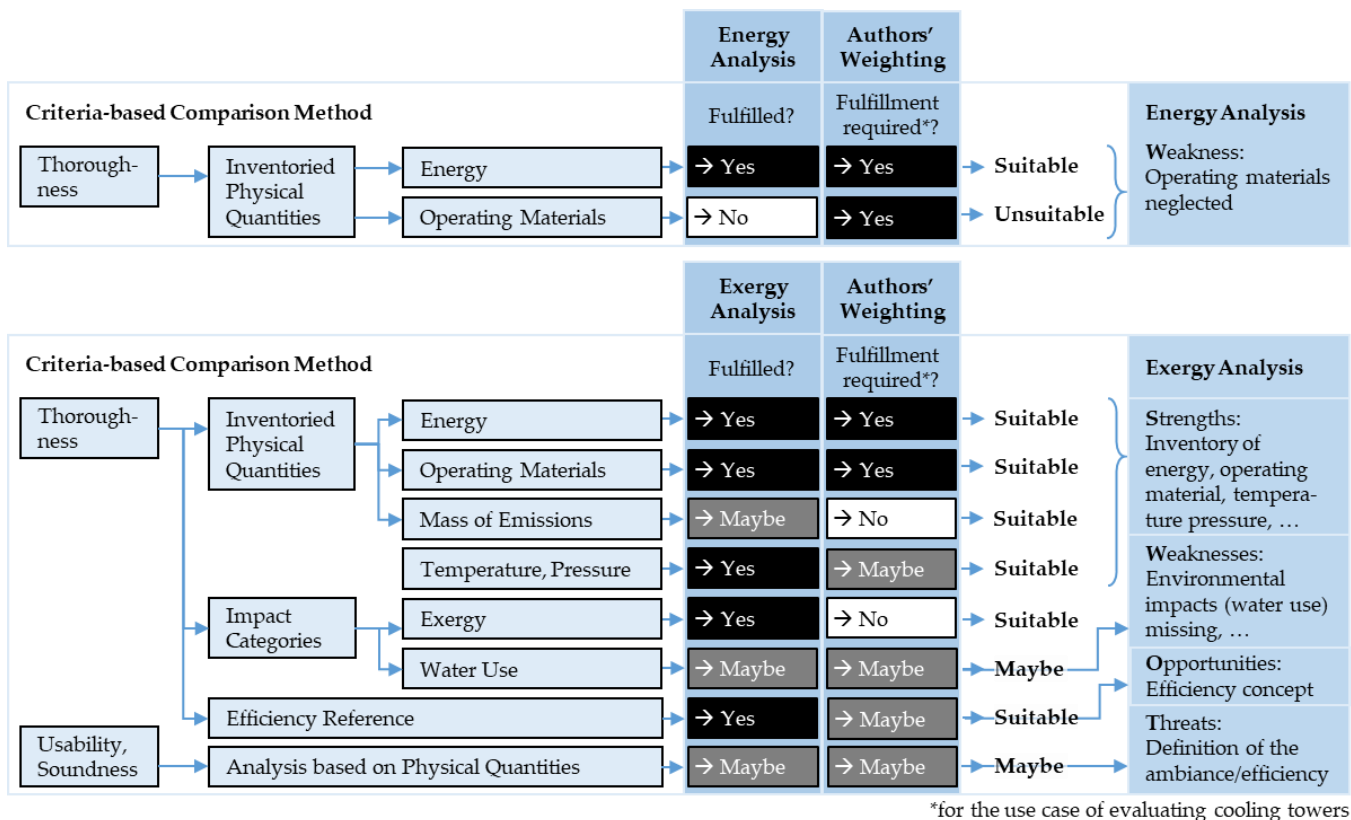 Energy
Analysis
Authors'
Weighting
Criteria-based Comparison Method
Fulfilled?
Fulfillment
required*?
Energy Analysis
Thorough-
ness
Inventoried
Physical
Quantities
Energy
→ Yes
→ Yes
Suitable
Operating Materials
→ No
→ Yes
Unsuitable
Weakness:
Operating materials
neglected
Exergy
Analysis
Authors'
Weighting
Criteria-based Comparison Method
Fulfilled?
Fulfillment
required*?
Exergy Analysis
Thorough-
ness
Inventoried
Physical
Quantities
Energy
→ Yes
→ Yes
Suitable
Operating Materials
→ Yes
→ Yes
Suitable
Mass of Emissions
→ Maybe
→ No
Suitable
Temperature, Pressure
→ Yes
→ Maybe
Suitable
Strengths:
Inventory of
energy, operating
material, tempera-
ture pressure, …
Impact
Categories
Exergy
→ Yes
→ No
Suitable
Water Use
→ Maybe
→ Maybe
Maybe
Weaknesses:
Environmental
impacts (water use)
missing, …
Efficiency Reference
→ Yes
→ Maybe
Suitable
Opportunities:
Efficiency concept
Usability,
Soundness
Analysis based on Physical Quantities
→ Maybe
→ Maybe
Maybe
Threats:
Definition of the
ambiance/efficiency
*for the use case of evaluating cooling towers